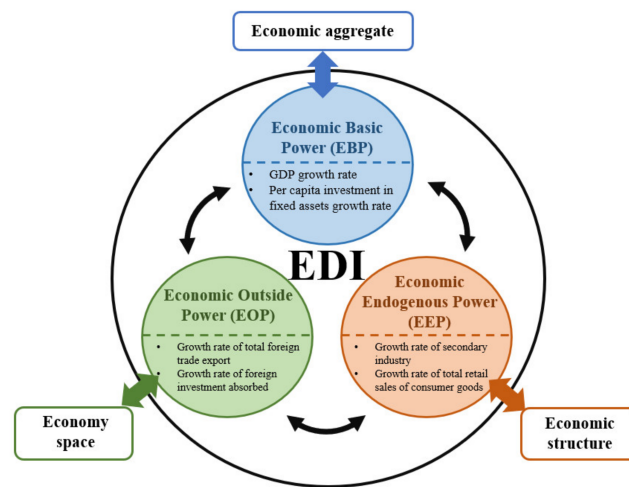 Economic aggregate
Economic Basic
Power (EBP)
• GDP growth rate
• Per capita investment in
fixed assets growth rate
EDI
Economic Outside
Power (EOP)
• Growth rate of total foreign
trade export
• Growth rate of foreign
investment absorbed
Economic
Endogenous Power
(EEP)
• Growth rate of secondary
industry
• Growth rate of total retail
sales of consumer goods
Economy
space
Economic
structure